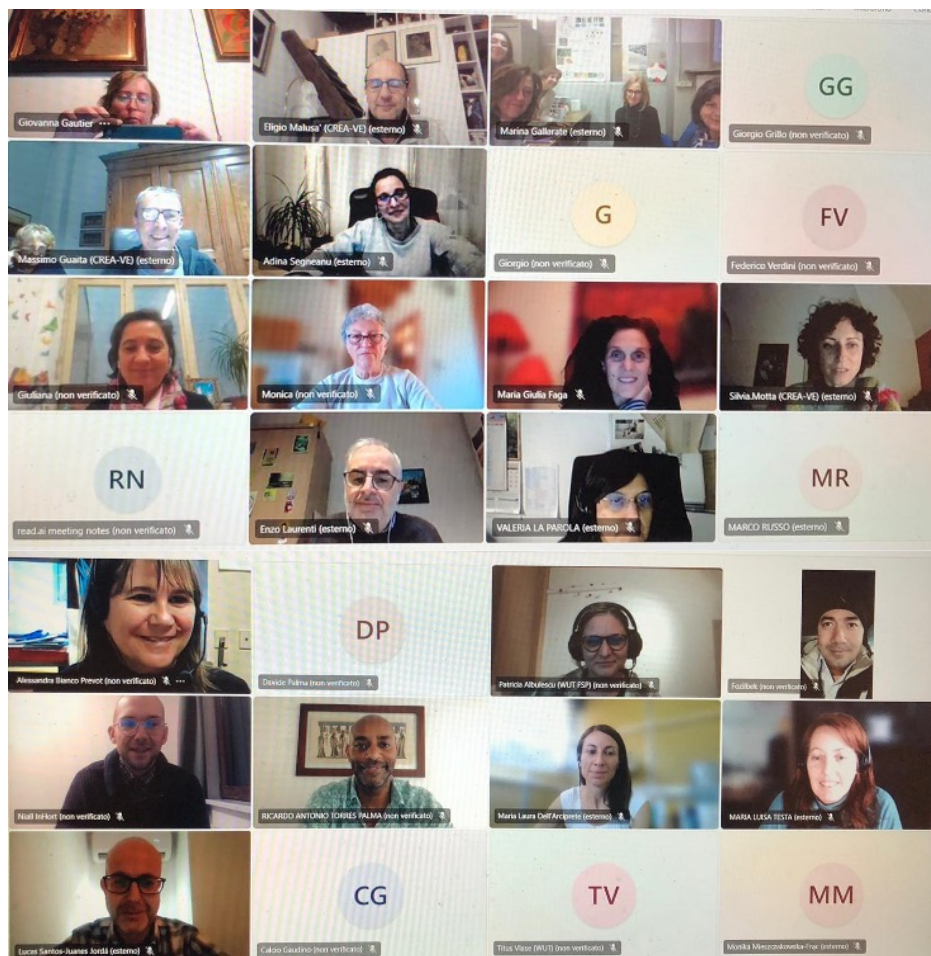 Giovanna Gautier ...
Eligio Malusa' (CREA-VE) (esterno)
Marina Gallarate (esterno)
GG
Giorgio Grillo (non verificato)
Massimo Guaita (CREA-VE) (esterno)
Adina Segneanu (esterno)
G
Giorgio (non verificato)
FV
Federico Verdini (non verificato)
Giuliana (non verificato)
Monica (non verificato)
Maria Giulia Faga (esterno)
Silvia.Motta (CREA-VE) (esterno)
RN
read.ai meeting notes (non verificato)
Enzo Laurenti (esterno)
VALERIA LA PAROLA (esterno)
MR
MARCO RUSSO (esterno)
Alessandra Bianco Prevot (non verificato) ...
DP
Davide Palma (non verificato)
Patricia Albulescu (WUT PSP) (non verificato)
Fozilbek (non verificato)
Niall InHort (non verificato)
RICARDO ANTONIO TORRES PALMA (non verificato)
Maria Laura Dell'Arciprete (esterno)
MARIA LUISA TESTA (esterno)
Lucas Santos-Juanes Jordá (esterno)
CG
Calsio Gaudino (non verificato)
TV
Titus Vlase (WUT) (non verificato)
MM
Monika Mieszczakowska-Frąc (esterno)